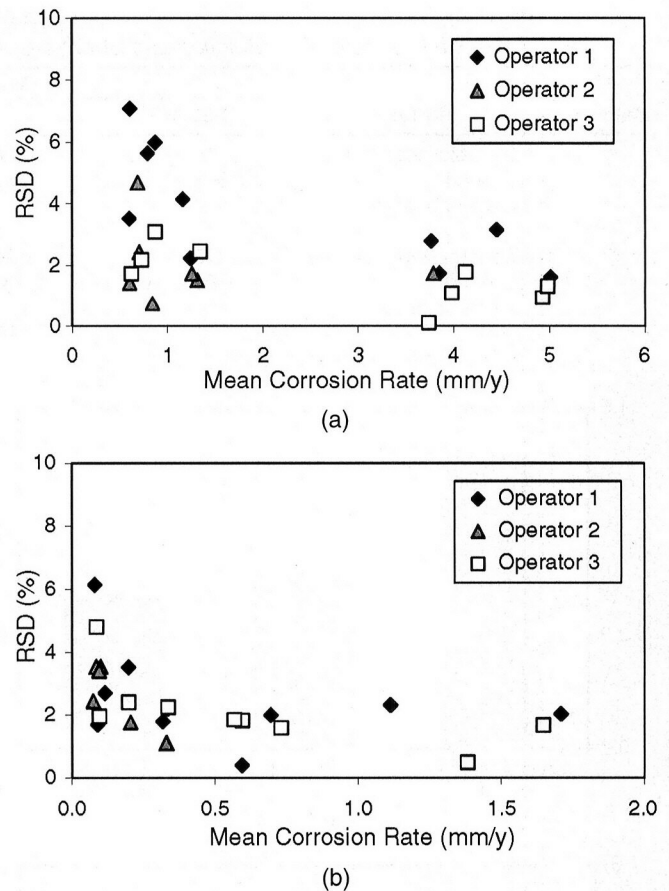 10
8
6
4
2
0
RSD (%)
Operator 1
Operator 2
Operator 3
0 1 2 3 4 5 6
Mean Corrosion Rate (mm/y)
(a)
10
8
6
4
2
0
RSD (%)
Operator 1
Operator 2
Operator 3
0.0 0.5 1.0 1.5 2.0
Mean Corrosion Rate (mm/y)
(b)